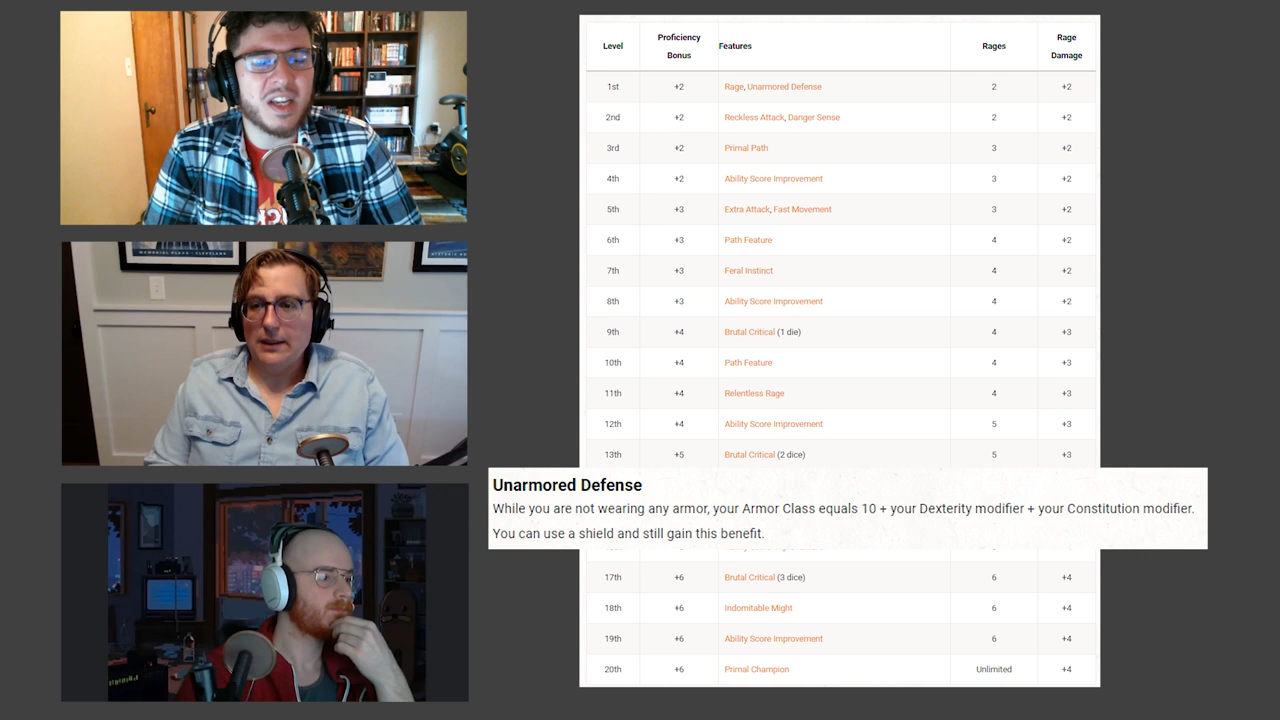 Level Proficiency Bonus Features Rages Rage Damage
1st +2 Rage, Unarmored Defense 2 +2
2nd +2 Reckless Attack, Danger Sense 2 +2
3rd +2 Primal Path 3 +2
4th +2 Ability Score Improvement 3 +2
5th +3 Extra Attack, Fast Movement 3 +2
6th +3 Path Feature 4 +2
7th +3 Feral Instinct 4 +2
8th +3 Ability Score Improvement 4 +2
9th +4 Brutal Critical (1 die) 4 +3
10th +4 Path Feature 4 +3
11th +4 Relentless Rage 4 +3
12th +4 Ability Score Improvement 5 +3
13th +5 Brutal Critical (2 dice) 5 +3
Unarmored Defense
While you are not wearing any armor, your Armor Class equals 10 + your Dexterity modifier + your Constitution modifier.
You can use a shield and still gain this benefit.
17th +6 Brutal Critical (3 dice) 6 +4
18th +6 Indomitable Might 6 +4
19th +6 Ability Score Improvement 6 +4
20th +6 Primal Champion Unlimited +4